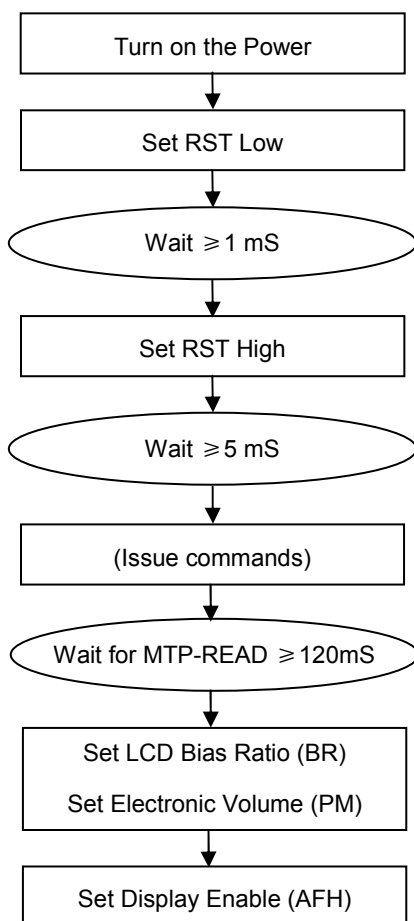 Turn on the Power
Set RST Low
Wait ≥1 mS
Set RST High
Wait ≥5 mS
(Issue commands)
Wait for MTP-READ ≥120mS
Set LCD Bias Ratio (BR)
Set Electronic Volume (PM)
Set Display Enable (AFH)